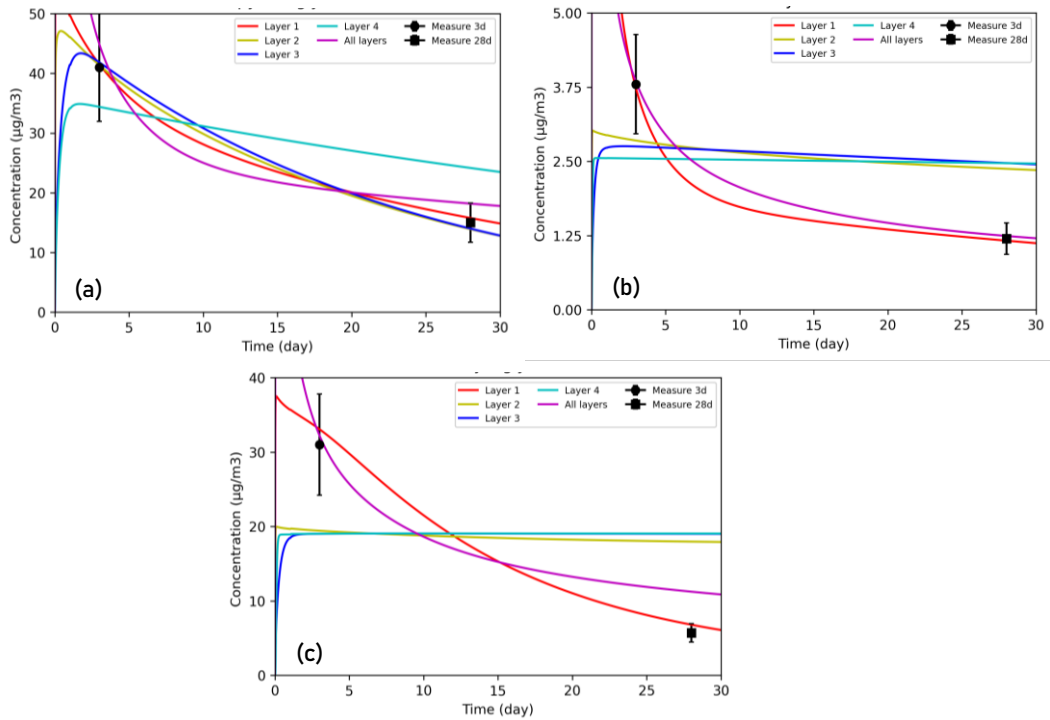 50
40
30
20
10
0
0 5 10 15 20 25 30
Concentration (µg/m3)
Time (day)
Layer 1 Layer 4 Measure 3d
Layer 2 All layers Measure 28d
Layer 3
(a)
5.00
3.75
2.50
1.25
0.00
0 5 10 15 20 25 30
Concentration (µg/m3)
Time (day)
Layer 1 Layer 4 Measure 3d
Layer 2 All layers Measure 28d
Layer 3
(b)
40
30
20
10
0
0 5 10 15 20 25 30
Concentration (µg/m3)
Time (day)
Layer 1 Layer 4 Measure 3d
Layer 2 All layers Measure 28d
Layer 3
(c)